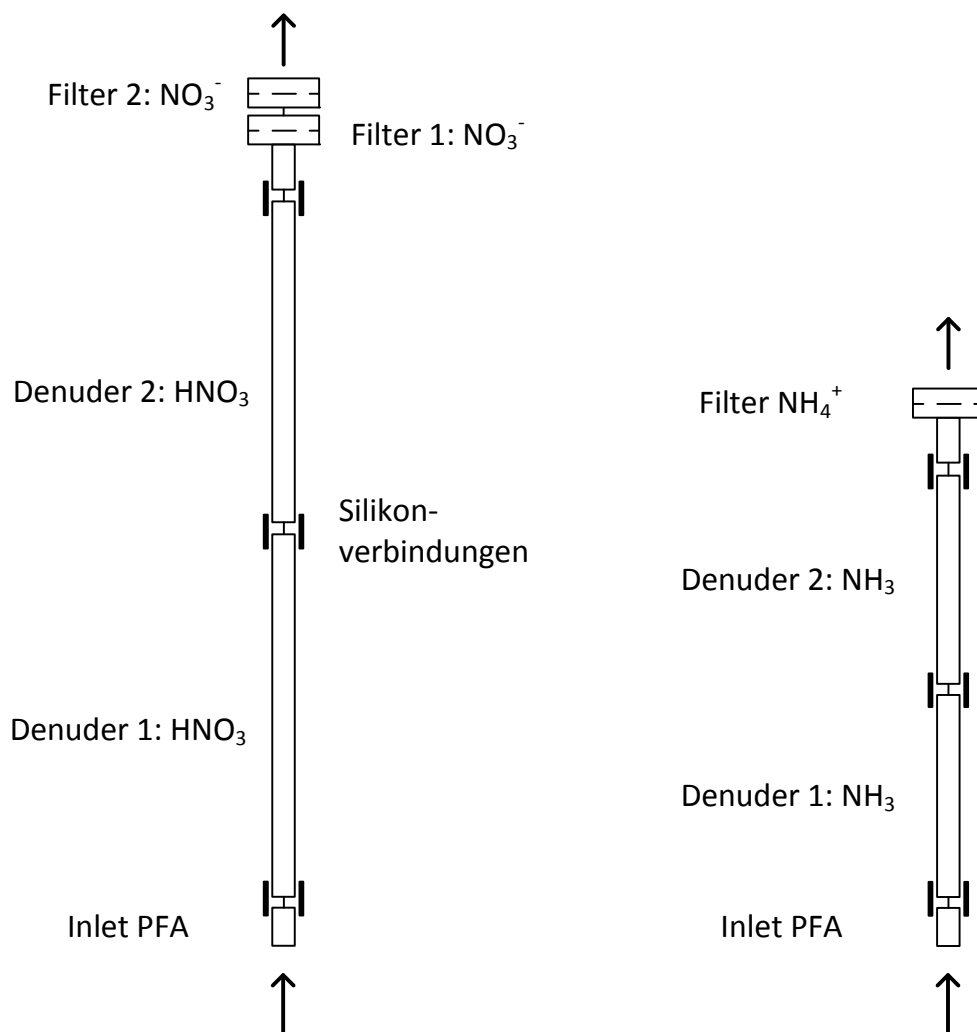 Filter 2: NO₃⁻
Filter 1: NO₃⁻
Denuder 2: HNO₃
Silikon-
verbindungen
Denuder 1: HNO₃
Inlet PFA
Filter NH₄⁺
Denuder 2: NH₃
Denuder 1: NH₃
Inlet PFA